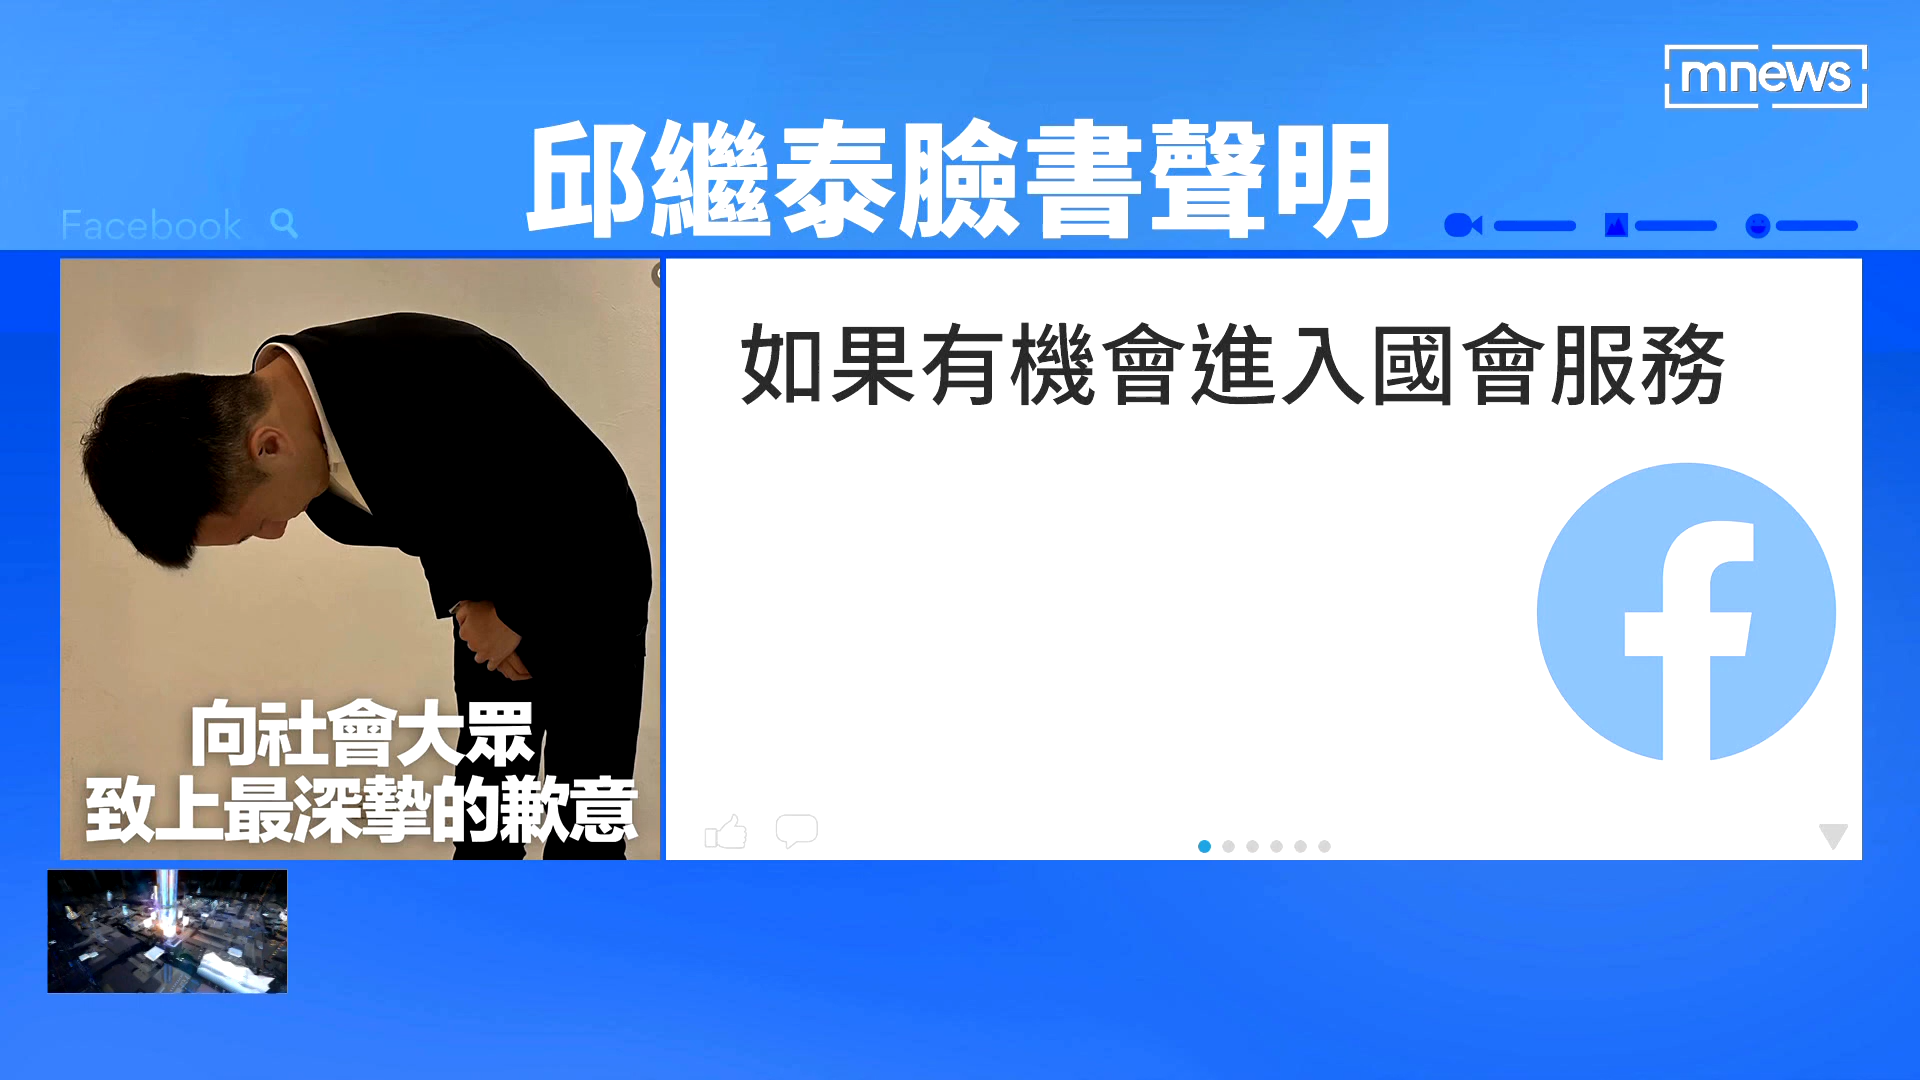 mnews
邱繼泰臉書聲明
Facebook
如果有機會進入國會服務
向社會大眾
致上最深摯的歉意